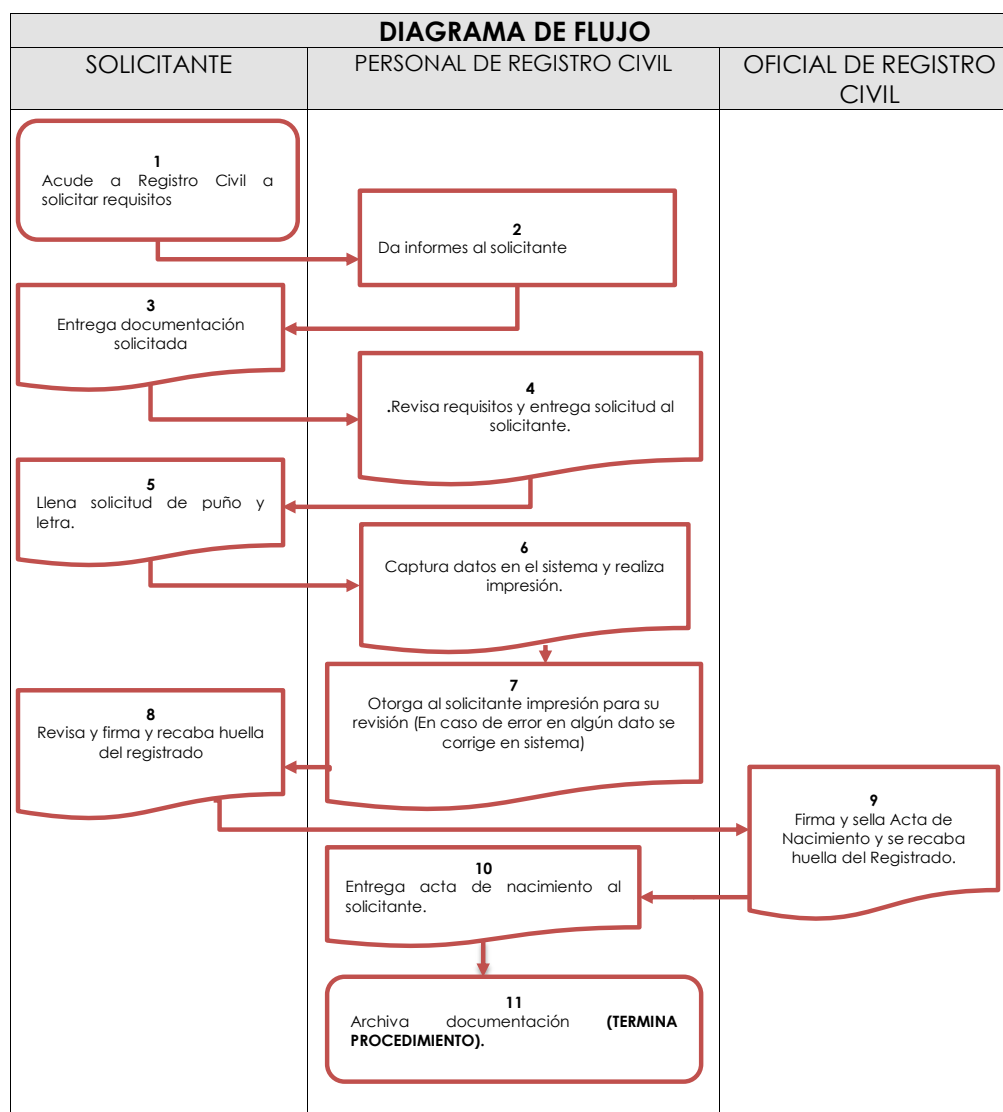 DIAGRAMA DE FLUJO
SOLICITANTE
PERSONAL DE REGISTRO CIVIL
OFICIAL DE REGISTRO
CIVIL
1
Acude a Registro Civil a
solicitar requisitos
2
Da informes al solicitante
3
Entrega documentación
solicitada
4
.Revisa requisitos y entrega solicitud al
solicitante.
5
Llena solicitud de puño y
letra.
6
Captura datos en el sistema y realiza
impresión.
7
Otorga al solicitante impresión para su
revisión (En caso de error en algún dato se
corrige en sistema)
8
Revisa y firma y recaba huella
del registrado
.
9
Firma y sella Acta de
Nacimiento y se recaba
huella del Registrado.
10
Entrega acta de nacimiento al
solicitante.
11
Archiva documentación (TERMINA
PROCEDIMIENTO).